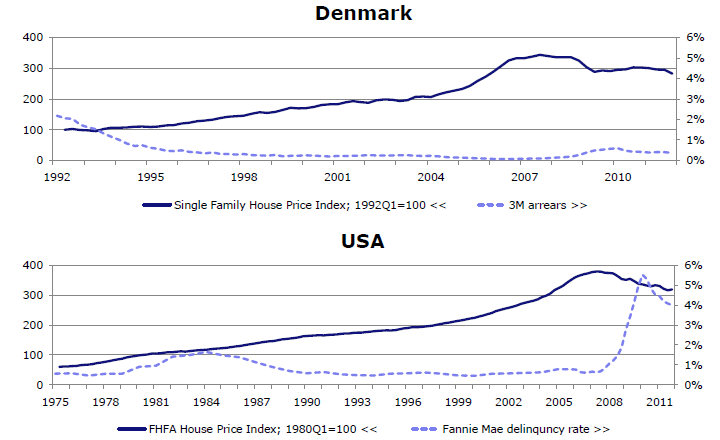 Denmark
400 6%
300 5%
4%
200 3%
2%
100 1%
0 0%
1992 1995 1998 2001 2004 2007 2010
Single Family House Price Index; 1992Q1=100 << 3M arrears >>
USA
400 6%
300 5%
4%
200 3%
2%
100 1%
0 0%
1975 1978 1981 1984 1987 1990 1993 1996 1999 2002 2005 2008 2011
FHFA House Price Index; 1980Q1=100 << Fannie Mae delinquncy rate >>